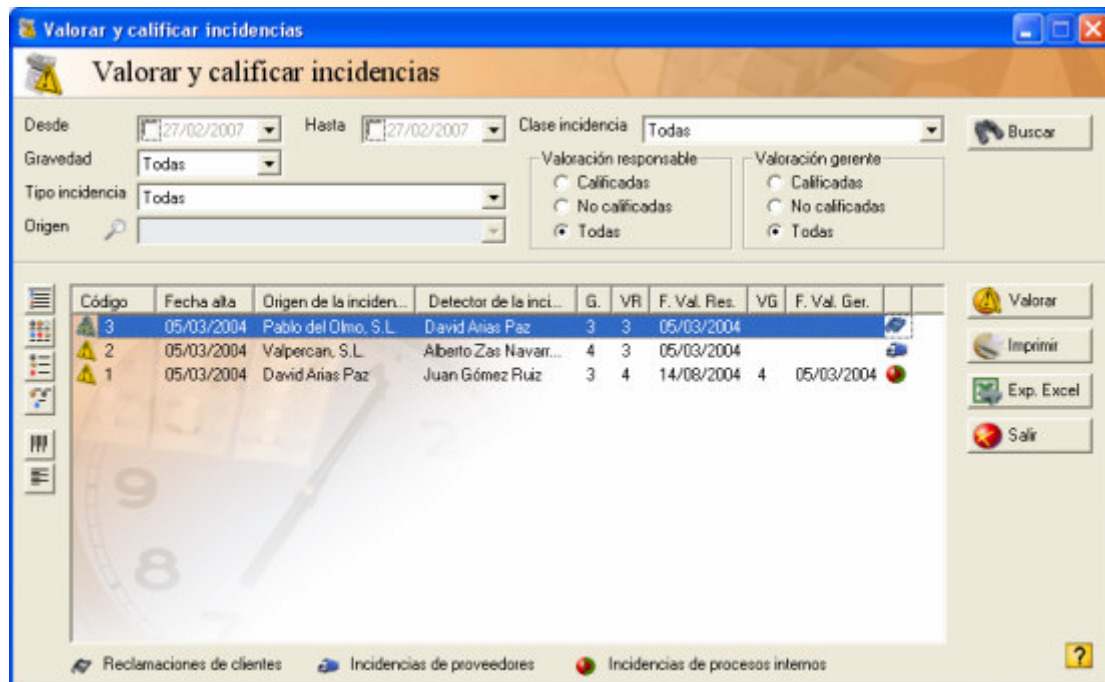 Valorar y calificar incidencias
Valorar y calificar incidencias
Desde 27/02/2007 Hasta 27/02/2007 Clase incidencia Todas Buscar
Gravedad Todas Valoración responsable Valoración gerente
Calificadas Calificadas
Tipo incidencia Todas No calificadas No calificadas
Origen Todas Todas
Código Fecha alta Origen de la inciden... Detector de la inci... G. VR F. Val. Res. VG F. Val. Ger. Valorar
3 05/03/2004 Pablo del Olmo, S.L. David Arias Paz 3 3 05/03/2004
2 05/03/2004 Valpercan, S.L. Alberto Zas Navarr... 4 3 05/03/2004 Imprimir
1 05/03/2004 David Arias Paz Juan Gómez Ruiz 3 4 14/08/2004 4 05/03/2004 Exp. Excel
Salir
9
8
Reclamaciones de clientes Incidencias de proveedores Incidencias de procesos internos ?